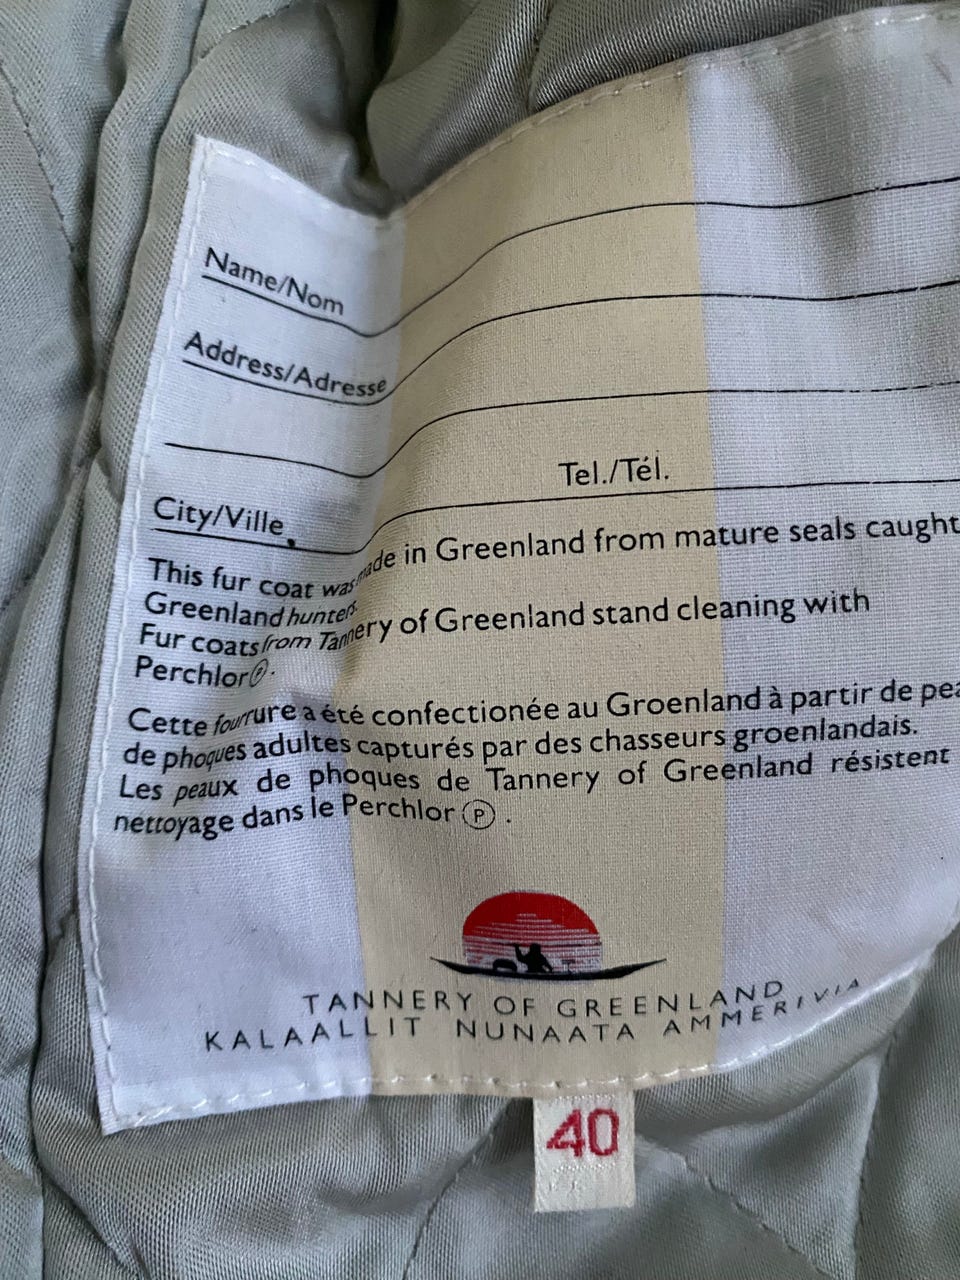 Name/Nom
Address/Adresse
Tel./Tél.
City/Ville
This fur coat was made in Greenland from mature seals caught
Greenland hunters.
Fur coats from Tannery of Greenland stand cleaning with
Perchlor Ⓟ.
Cette fourrure a été confectionée au Groenland à partir de pea
de phoques adultes capturés par des chasseurs groenlandais.
Les peaux de phoques de Tannery of Greenland résistent
nettoyage dans le Perchlor Ⓟ.
TANNERY OF GREENLAND
KALAALLIT NUNAATA AMMERIVIA
40